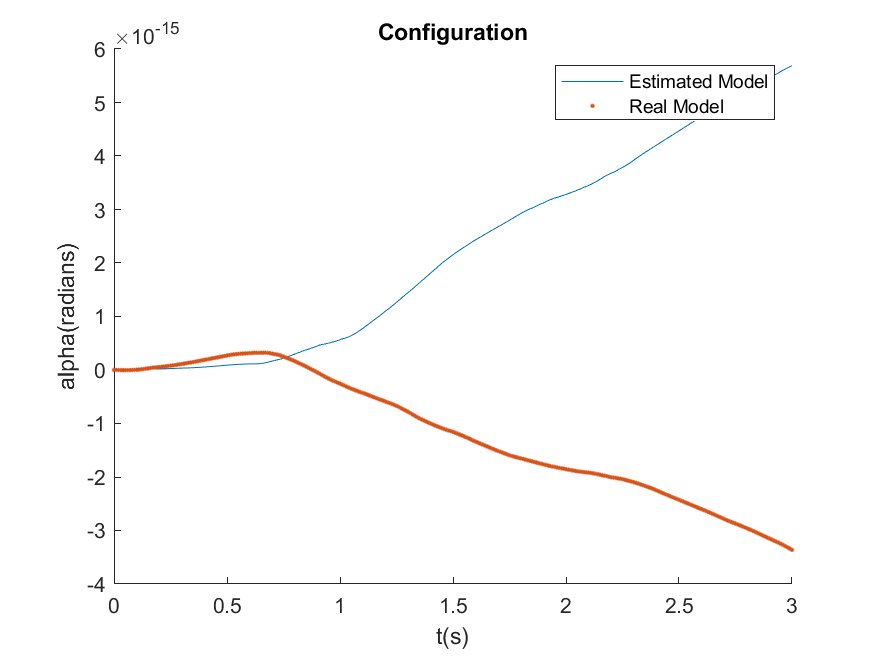 Configuration
×10-15
6
5
4
3
2
1
0
-1
-2
-3
-4
alpha(radians)
Estimated Model
Real Model
0 0.5 1 1.5 2 2.5 3
t(s)